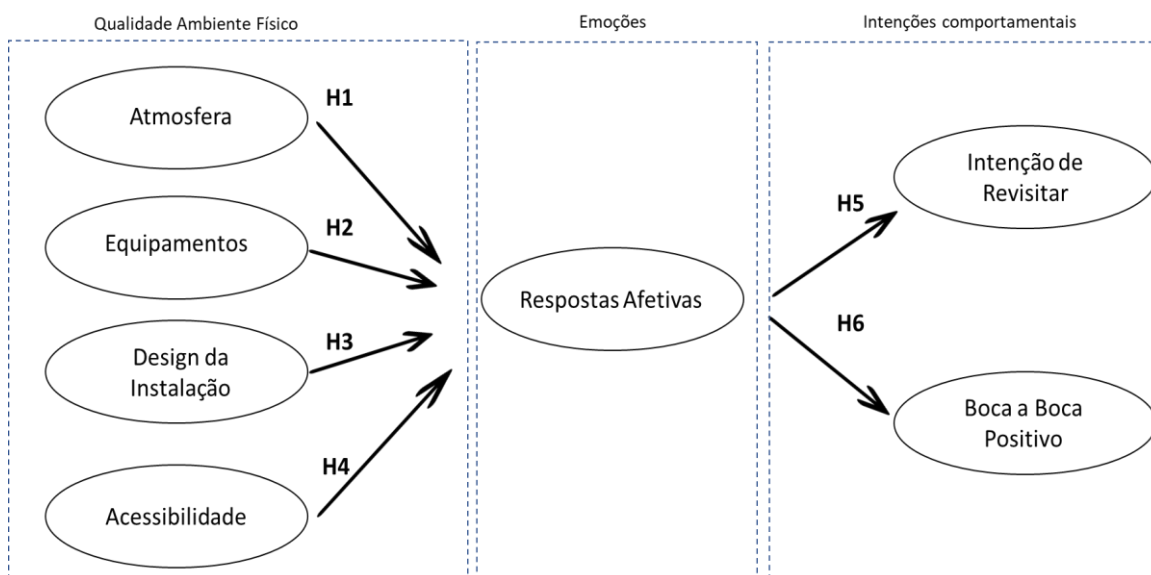 Qualidade Ambiente Físico
Emoções
Intenções comportamentais
Atmosfera
H1
Equipamentos
H2
Design da
Instalação
H3
Acessibilidade
H4
Respostas Afetivas
H5
Intenção de
Revisitar
H6
Boca a Boca
Positivo